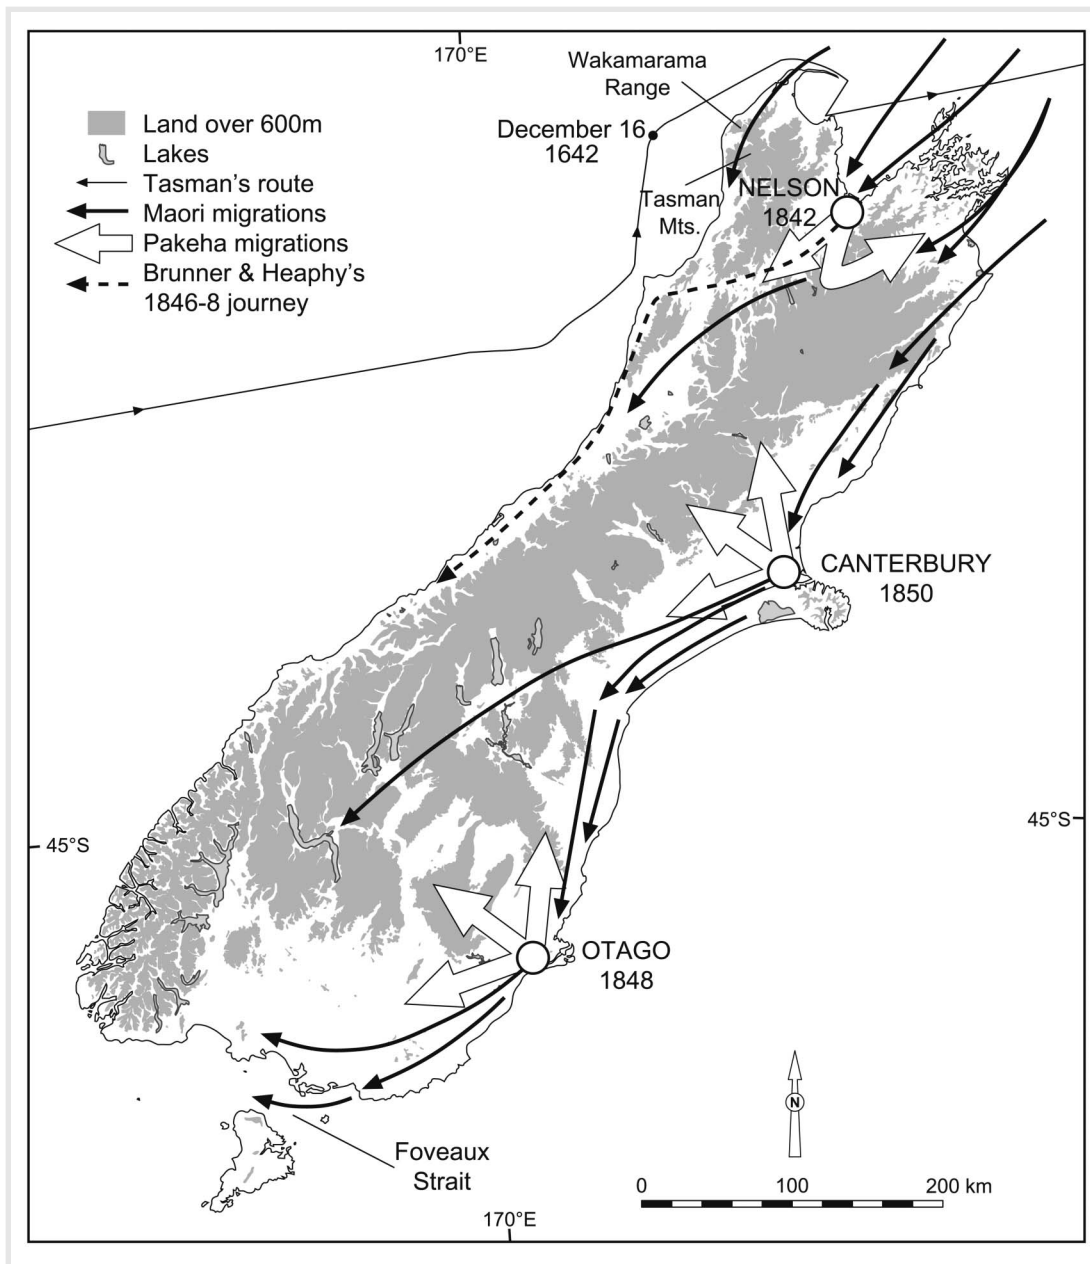 170°E
Wakamarama
Range
Land over 600m
Lakes
Tasman's route
Maori migrations
Pakeha migrations
Brunner & Heaphy's
1846-8 journey
December 16
1642
Tasman
Mts.
NELSON
1842
CANTERBURY
1850
45°S
45°S
OTAGO
1848
N
Foveaux
Strait
0 100 200 km
170°E